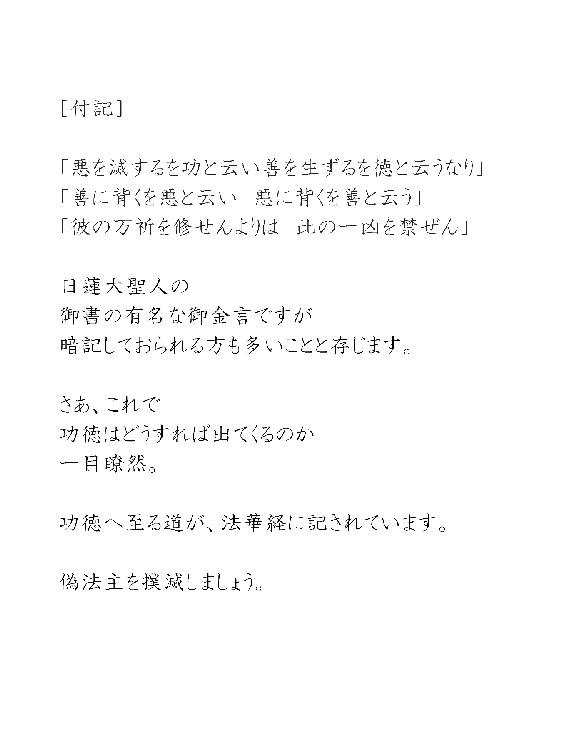 [付記]
「悪を滅するを功と云い善を生ずるを徳と云うなり」
「善に背くを悪と云い　悪に背くを善と云う」
「彼の万祈を修せんよりは　此の一凶を禁ぜん」
日蓮大聖人の
御書の有名な御金言ですが
暗記しておられる方も多いことと存じます。
さあ、これで
功徳はどうすれば出てくるのか
一目瞭然。
功徳へ至る道が、法華経に記されています。
偽法主を撲滅しましょう。